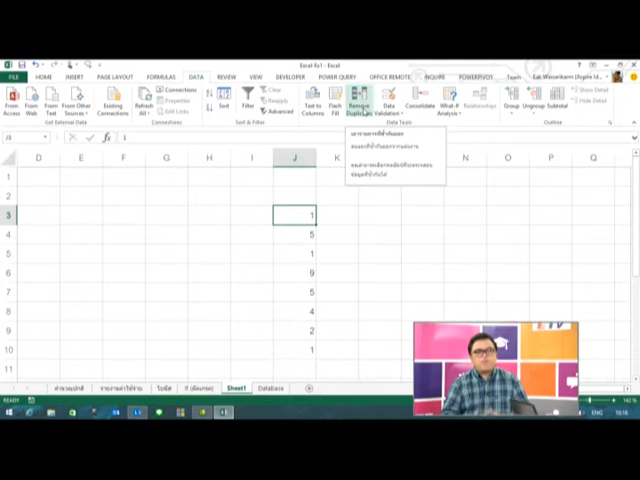 Excel-Ex1 - Excel
FILE HOME INSERT PAGE LAYOUT FORMULAS DATA REVIEW VIEW DEVELOPER POWER QUERY OFFICE REMOTE INQUIRE POWERPIVOT Team
From Access
From Web
From Text
From Other Sources
Existing Connections
Get External Data
Refresh All
Connections
Properties
Edit Links
Connections
Sort
Filter
Clear
Reapply
Advanced
Sort & Filter
Text to Columns
Flash Fill
Remove Duplicates
Data Validation
Consolidate
What-If Analysis
Relationships
Data Tools
Group
Ungroup
Subtotal
Show Detail
Hide Detail
Outline
J3 fx 1
D E F G H I J K N O P Q
1
2
3 1
4 5
5 1
6 9
7 5
8 4
9 2
10 1
11
Sheet1 Database
READY 142 %
ENG 19:16